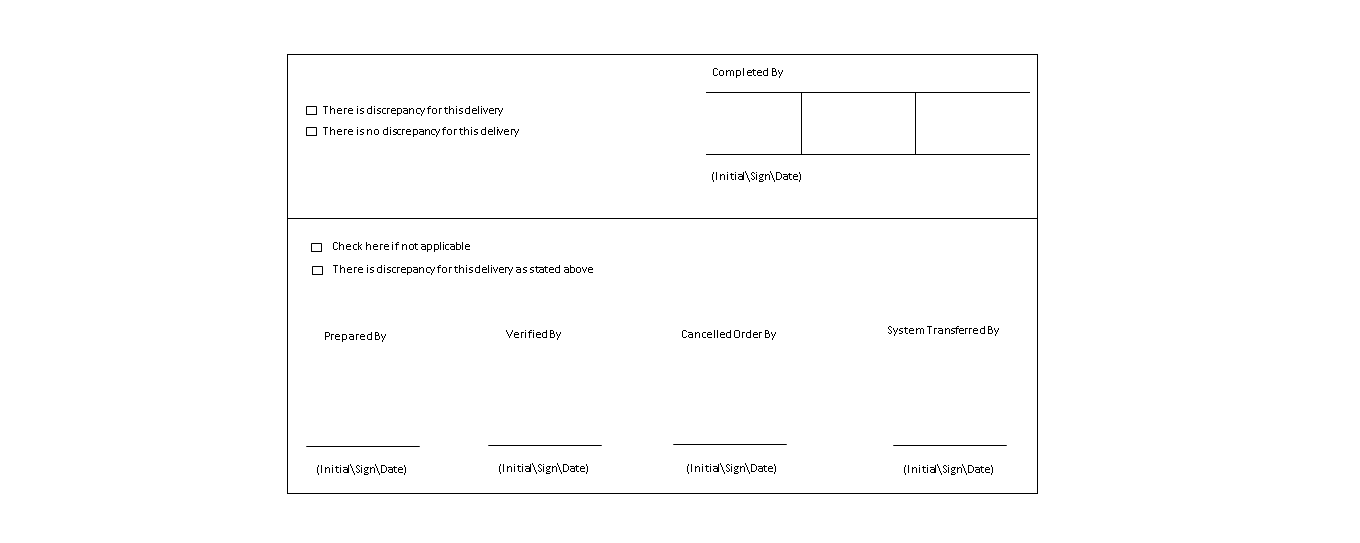 Completed By
There is discrepancy for this delivery
There is no discrepancy for this delivery
(Initial\Sign\Date)
Check here if not applicable
There is discrepancy for this delivery as stated above
Prepared By Verified By Cancelled Order By System Transferred By
(Initial\Sign\Date) (Initial\Sign\Date) (Initial\Sign\Date) (Initial\Sign\Date)